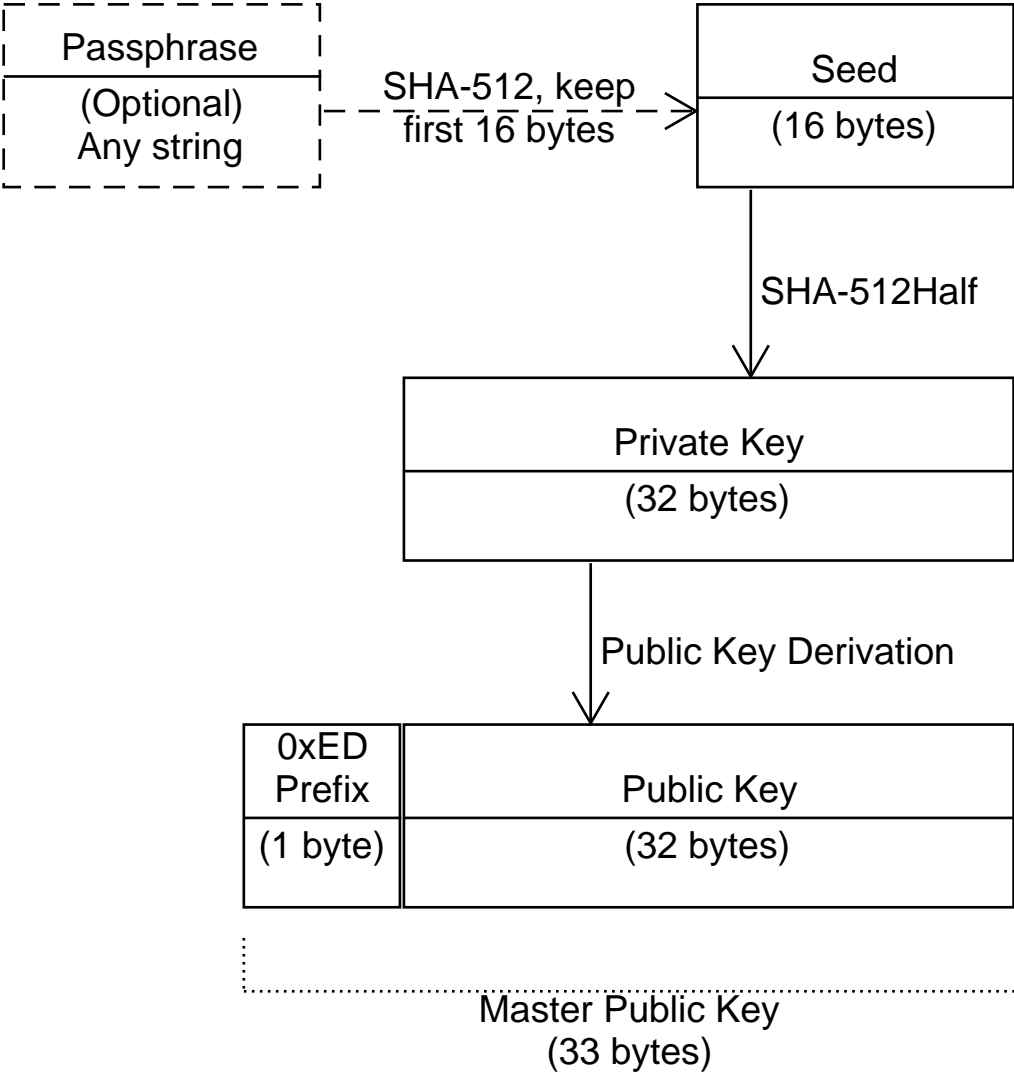 Passphrase
(Optional)
Any string
SHA-512, keep
first 16 bytes
Seed
(16 bytes)
SHA-512Half
Private Key
(32 bytes)
Public Key Derivation
0xED
Prefix
(1 byte)
Public Key
(32 bytes)
Master Public Key
(33 bytes)